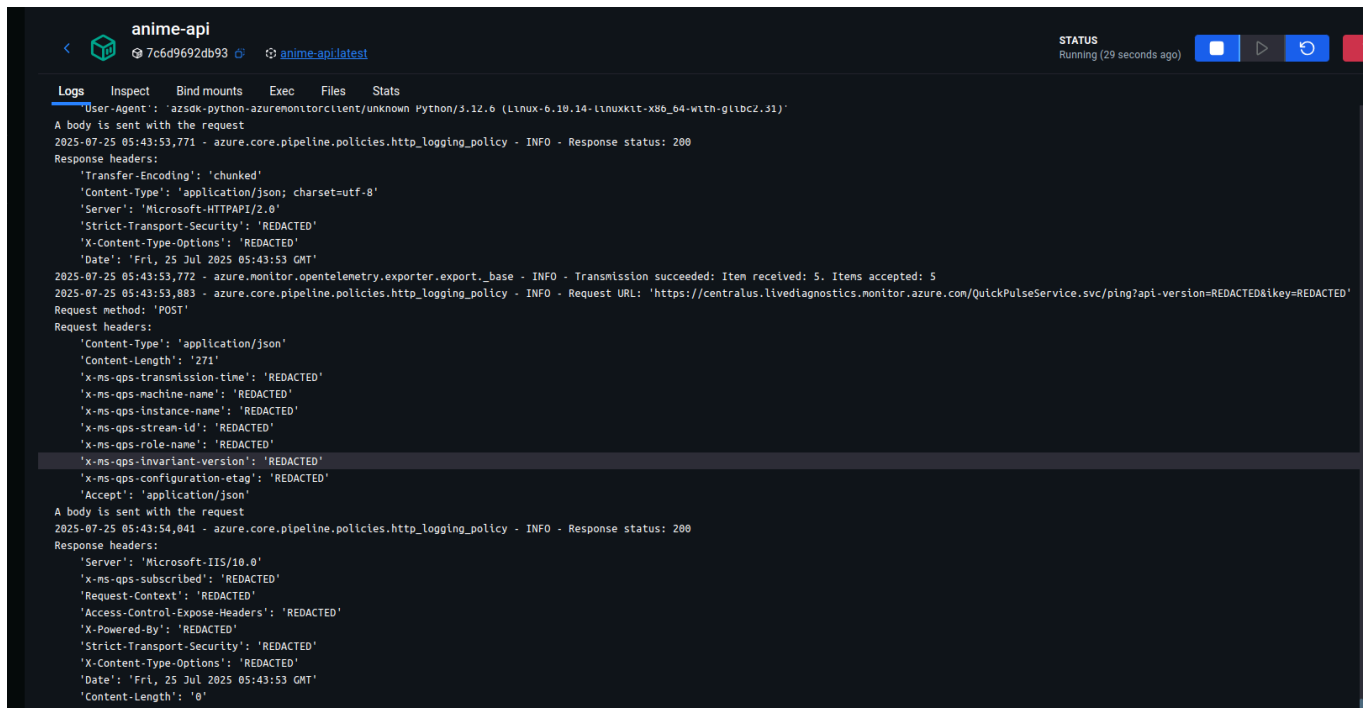 anime-api
7c6d9692db93 anime-api:latest
STATUS
Running (29 seconds ago)
Logs Inspect Bind mounts Exec Files Stats
'User-Agent': 'azsdk-python-azuremonitorclient/unknown Python/3.12.6 (Linux-6.10.14-linuxkit-x86_64-with-glibc2.31)'
A body is sent with the request
2025-07-25 05:43:53,771 - azure.core.pipeline.policies.http_logging_policy - INFO - Response status: 200
Response headers:
'Transfer-Encoding': 'chunked'
'Content-Type': 'application/json; charset=utf-8'
'Server': 'Microsoft-HTTPAPI/2.0'
'Strict-Transport-Security': 'REDACTED'
'X-Content-Type-Options': 'REDACTED'
'Date': 'Fri, 25 Jul 2025 05:43:53 GMT'
2025-07-25 05:43:53,772 - azure.monitor.opentelemetry.exporter.export._base - INFO - Transmission succeeded: Item received: 5. Items accepted: 5
2025-07-25 05:43:53,883 - azure.core.pipeline.policies.http_logging_policy - INFO - Request URL: 'https://centralus.livediagnostics.monitor.azure.com/QuickPulseService.svc/ping?api-version=REDACTED&ikey=REDACTED'
Request method: 'POST'
Request headers:
'Content-Type': 'application/json'
'Content-Length': '271'
'x-ms-qps-transmission-time': 'REDACTED'
'x-ms-qps-machine-name': 'REDACTED'
'x-ms-qps-instance-name': 'REDACTED'
'x-ms-qps-stream-id': 'REDACTED'
'x-ms-qps-role-name': 'REDACTED'
'x-ms-qps-invariant-version': 'REDACTED'
'x-ms-qps-configuration-etag': 'REDACTED'
'Accept': 'application/json'
A body is sent with the request
2025-07-25 05:43:54,041 - azure.core.pipeline.policies.http_logging_policy - INFO - Response status: 200
Response headers:
'Server': 'Microsoft-IIS/10.0'
'x-ms-qps-subscribed': 'REDACTED'
'Request-Context': 'REDACTED'
'Access-Control-Expose-Headers': 'REDACTED'
'X-Powered-By': 'REDACTED'
'Strict-Transport-Security': 'REDACTED'
'X-Content-Type-Options': 'REDACTED'
'Date': 'Fri, 25 Jul 2025 05:43:53 GMT'
'Content-Length': '0'